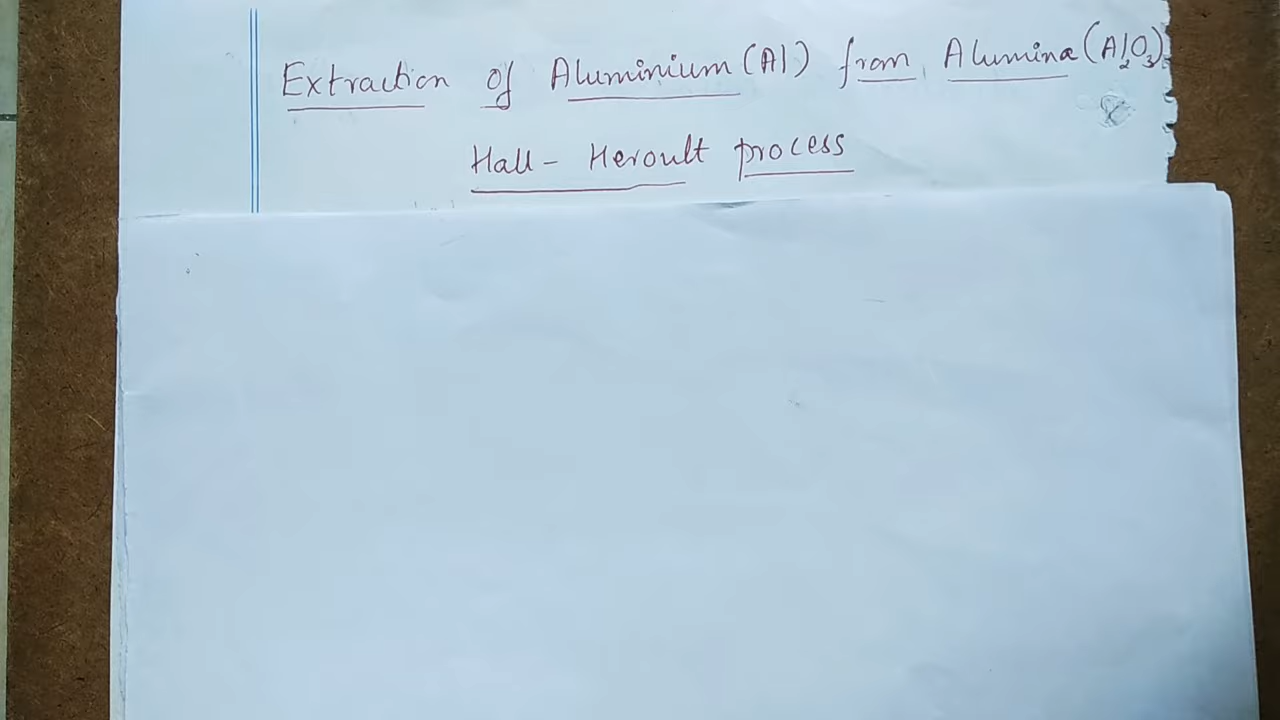 Extraction of Aluminium (Al) from Alumina (Al₂O₃)
Hall - Heroult process